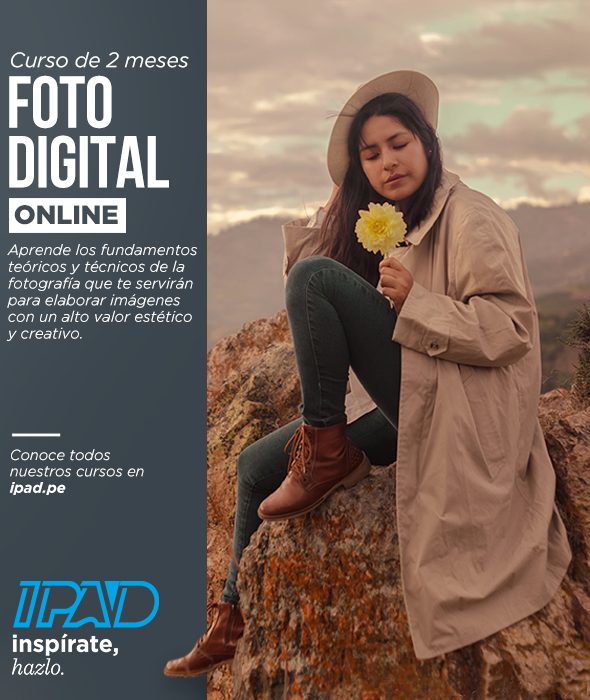 Curso de 2 meses
FOTO
DIGITAL
ONLINE
Aprende los fundamentos
teóricos y técnicos de la
fotografía que te servirán
para elaborar imágenes
con un alto valor estético
y creativo.
Conoce todos
nuestros cursos en
ipad.pe
IPAD
inspírate,
hazlo.